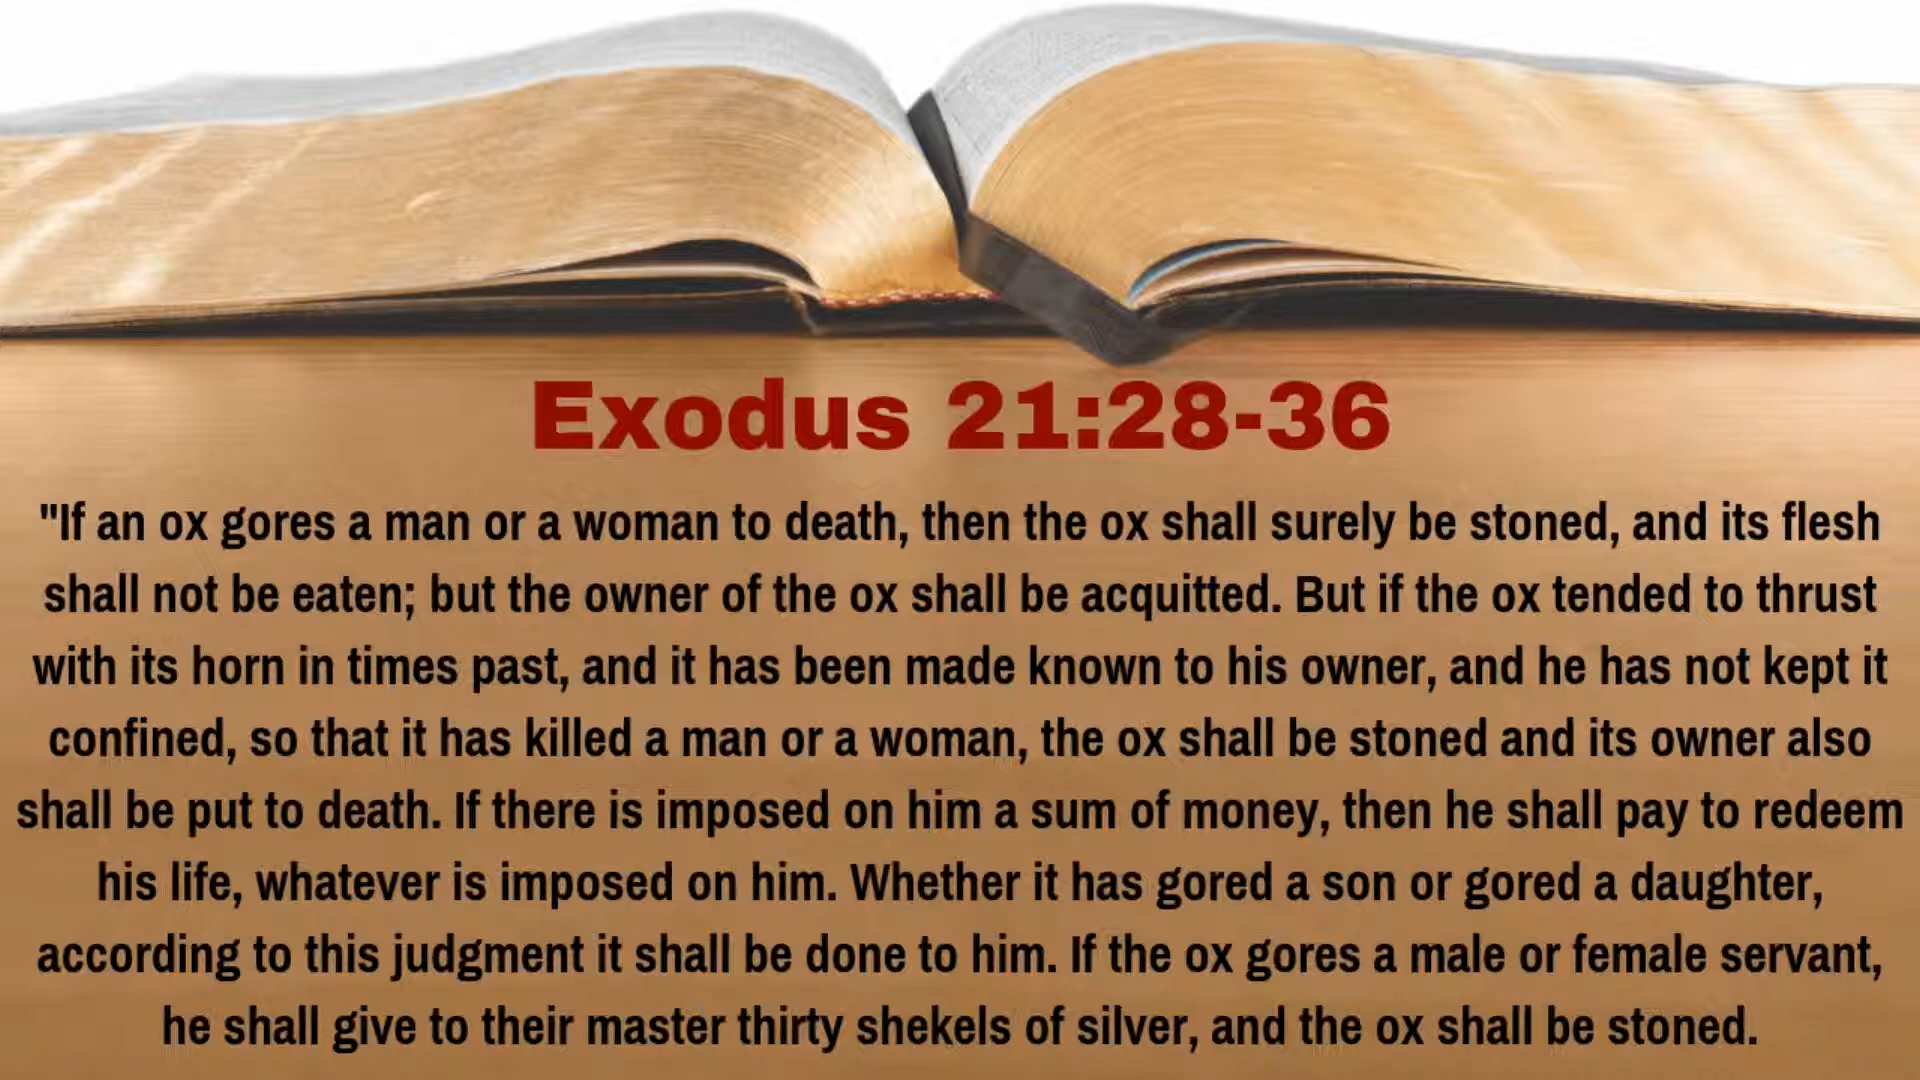 Exodus 21:28-36
"If an ox gores a man or a woman to death, then the ox shall surely be stoned, and its flesh
shall not be eaten; but the owner of the ox shall be acquitted. But if the ox tended to thrust
with its horn in times past, and it has been made known to his owner, and he has not kept it
confined, so that it has killed a man or a woman, the ox shall be stoned and its owner also
shall be put to death. If there is imposed on him a sum of money, then he shall pay to redeem
his life, whatever is imposed on him. Whether it has gored a son or gored a daughter,
according to this judgment it shall be done to him. If the ox gores a male or female servant,
he shall give to their master thirty shekels of silver, and the ox shall be stoned.